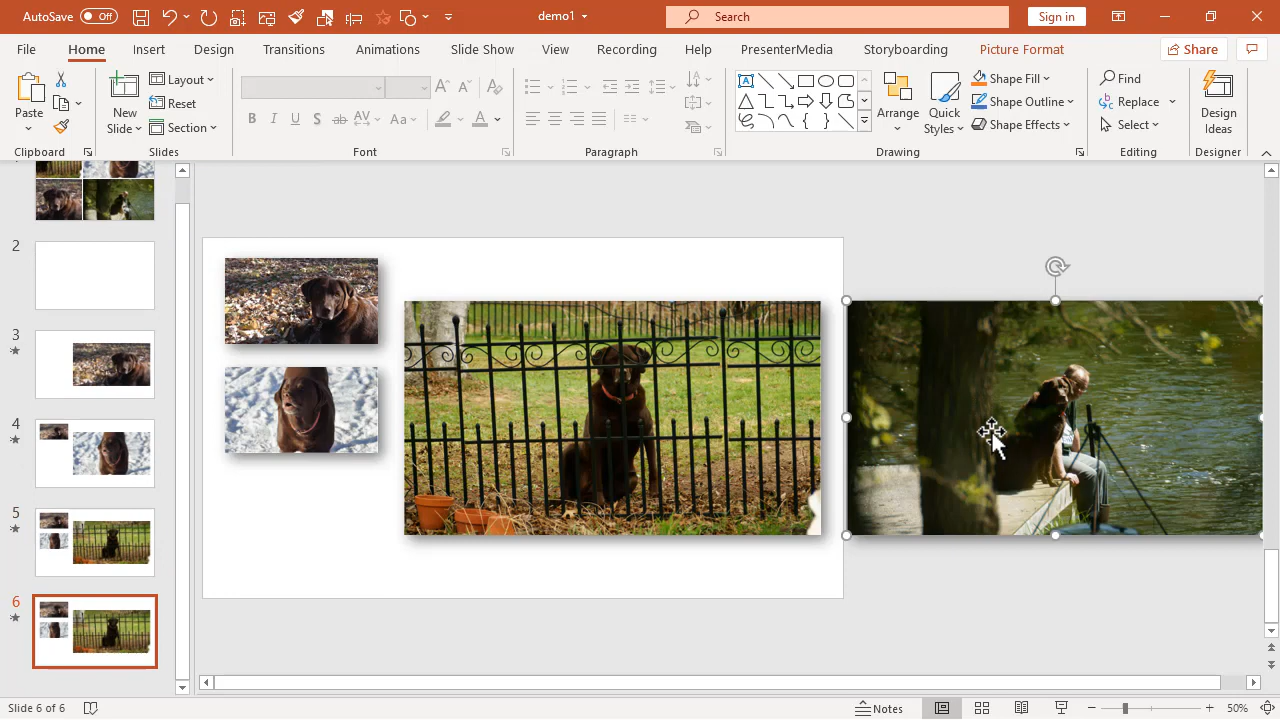 AutoSave Off demo1 Search Sign in
File Home Insert Design Transitions Animations Slide Show View Recording Help PresenterMedia Storyboarding Picture Format Share
Paste
New Slide
Layout
Reset
Section
B I U S ab AV Aa A
Arrange
Quick Styles
Shape Fill
Shape Outline
Shape Effects
Find
Replace
Select
Design Ideas
Clipboard Slides Font Paragraph Drawing Editing Designer
2
3
4
5
6
Slide 6 of 6 Notes 50%